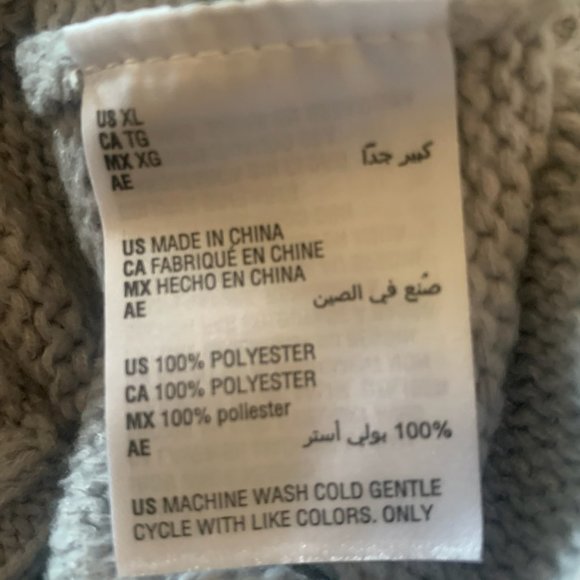 US XL
CA TG
MX XG
AE كبير جدًا
US MADE IN CHINA
CA FABRIQUÉ EN CHINE
MX HECHO EN CHINA
AE صُنع في الصين
US 100% POLYESTER
CA 100% POLYESTER
MX 100% poliester
AE 100% بولي أستر
US MACHINE WASH COLD GENTLE
CYCLE WITH LIKE COLORS. ONLY